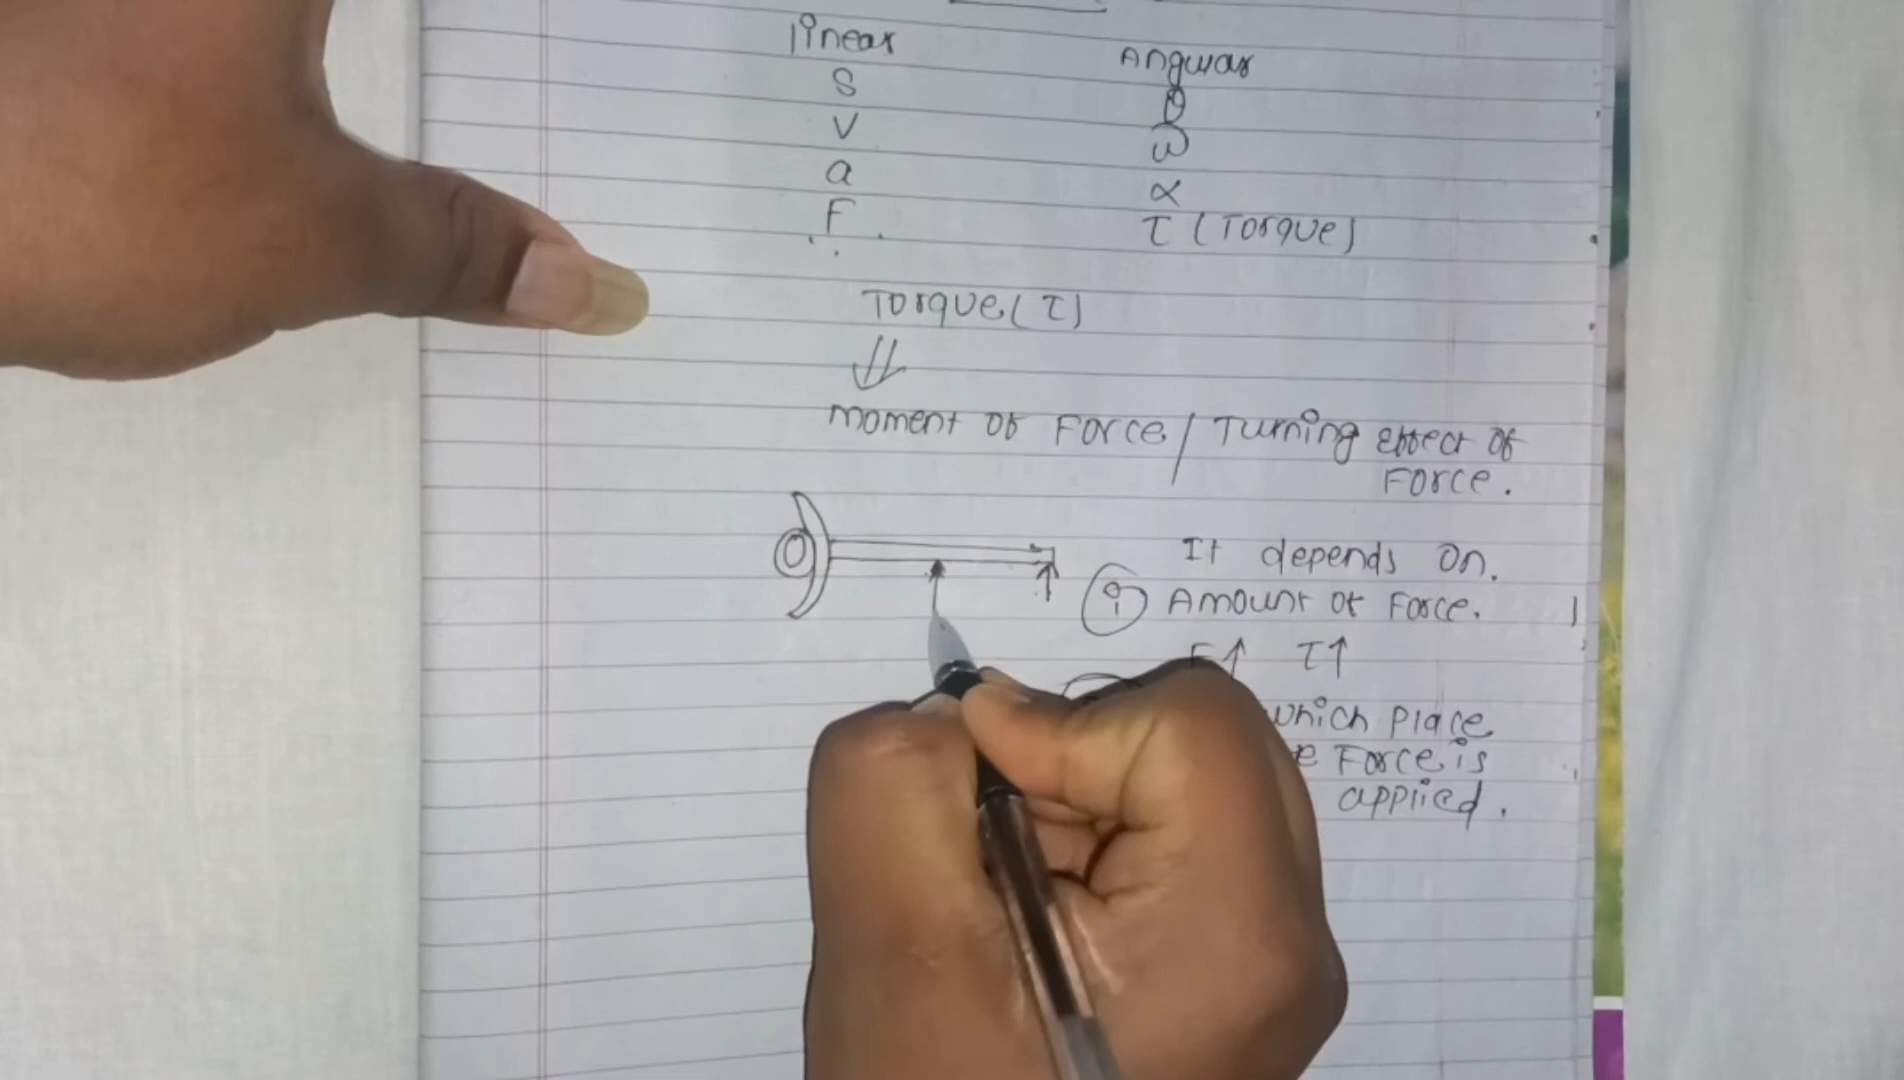 linear Angular
S θ
V ω
a α
F. τ (Torque)
Torque (τ)
⇓
Moment of Force / Turning effect of
Force.
It depends on.
(i) Amount of Force.
F↑ τ↑
which place
Force is
applied.